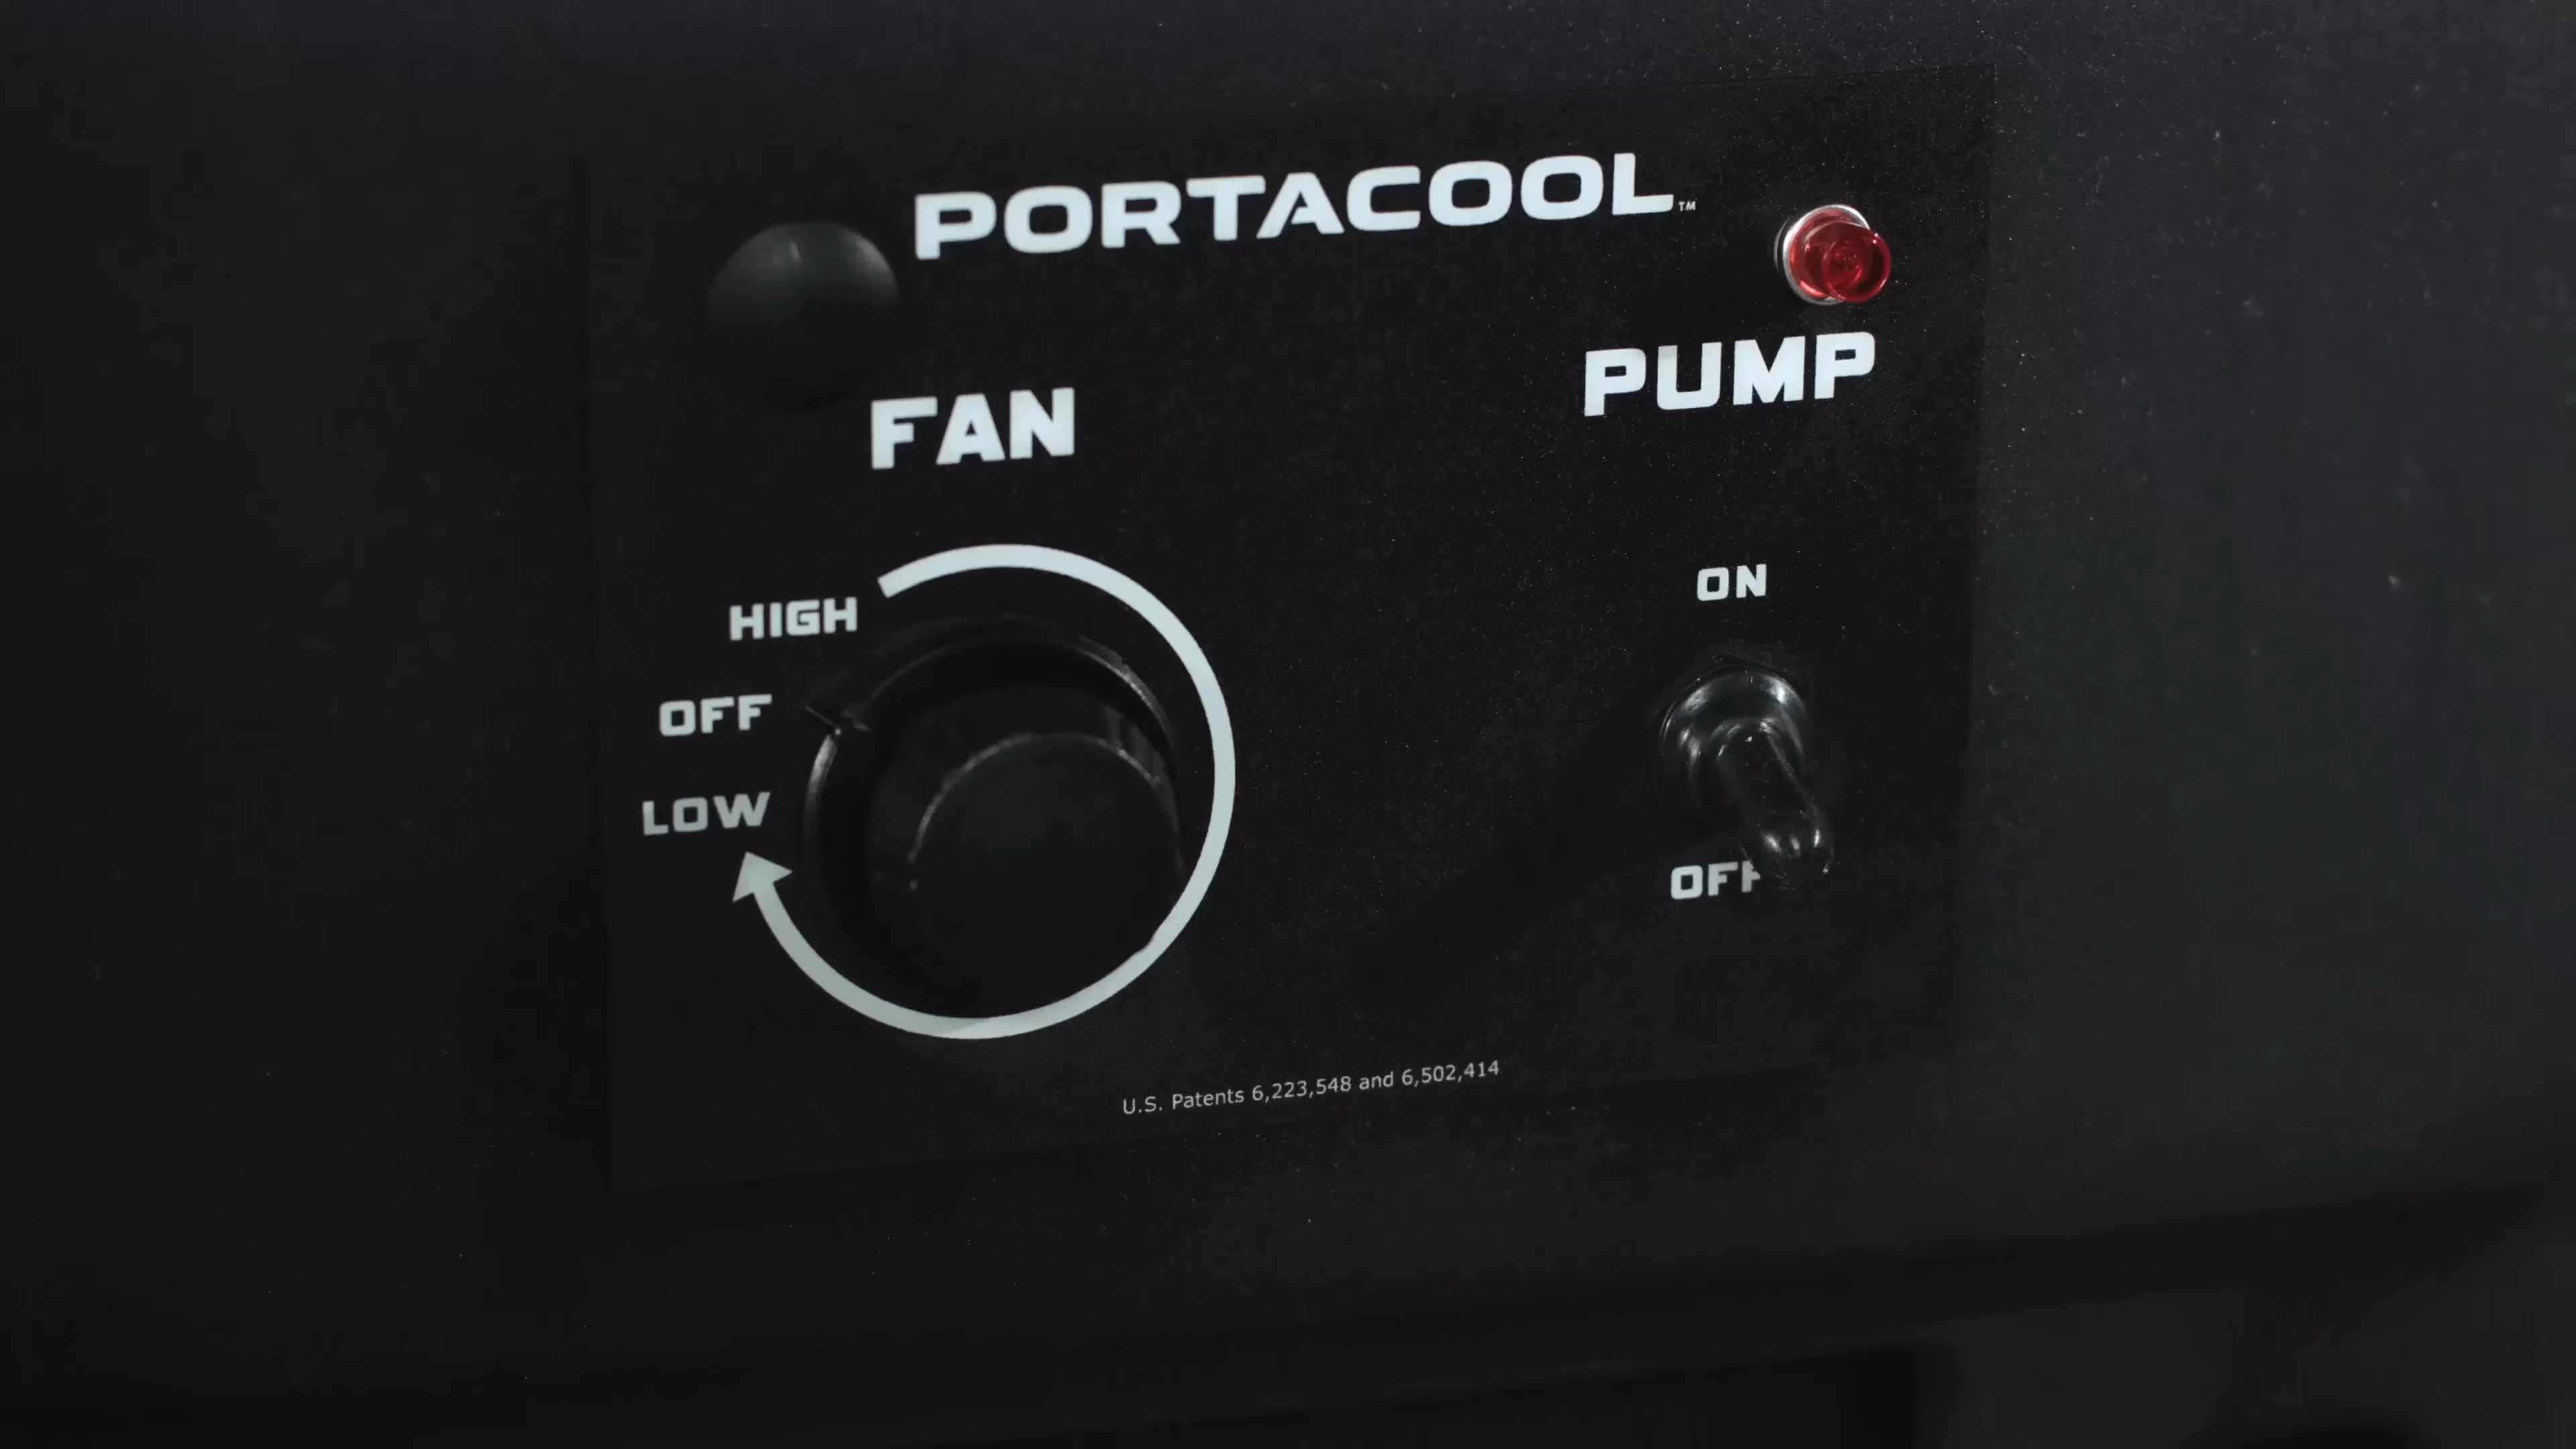 PORTACOOL™
FAN
PUMP
HIGH
OFF
LOW
ON
OFF
U.S. Patents 6,223,548 and 6,502,414